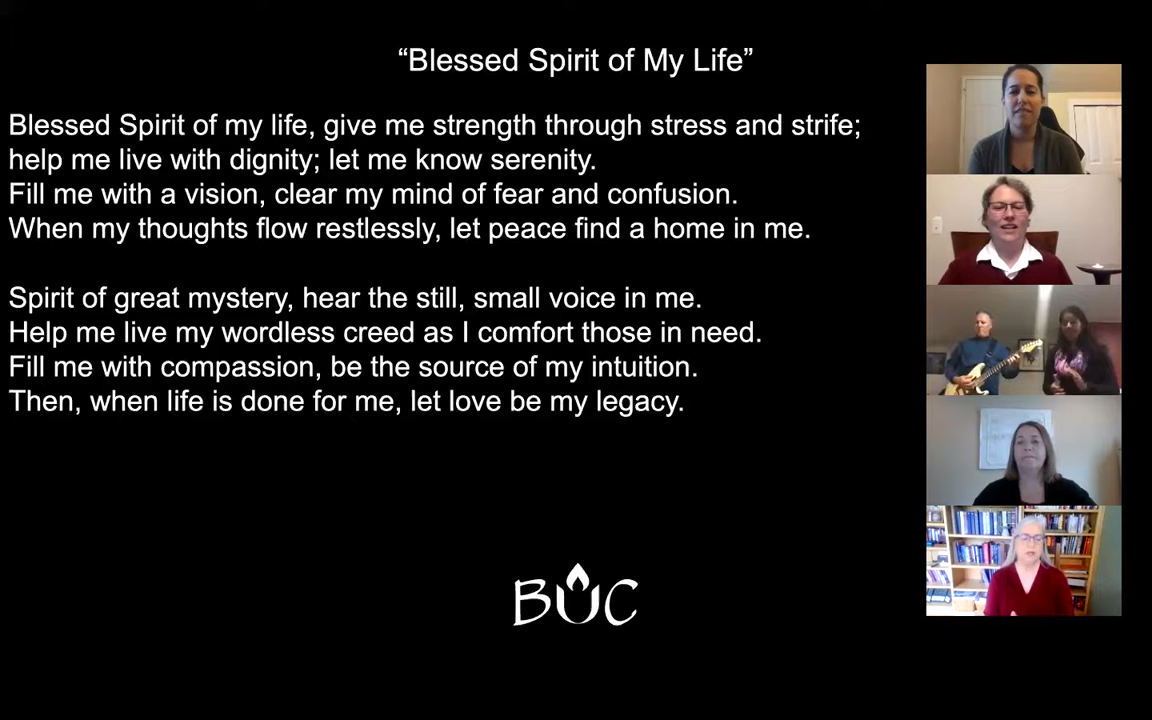 “Blessed Spirit of My Life”
Blessed Spirit of my life, give me strength through stress and strife;
help me live with dignity; let me know serenity.
Fill me with a vision, clear my mind of fear and confusion.
When my thoughts flow restlessly, let peace find a home in me.
Spirit of great mystery, hear the still, small voice in me.
Help me live my wordless creed as I comfort those in need.
Fill me with compassion, be the source of my intuition.
Then, when life is done for me, let love be my legacy.
BUC